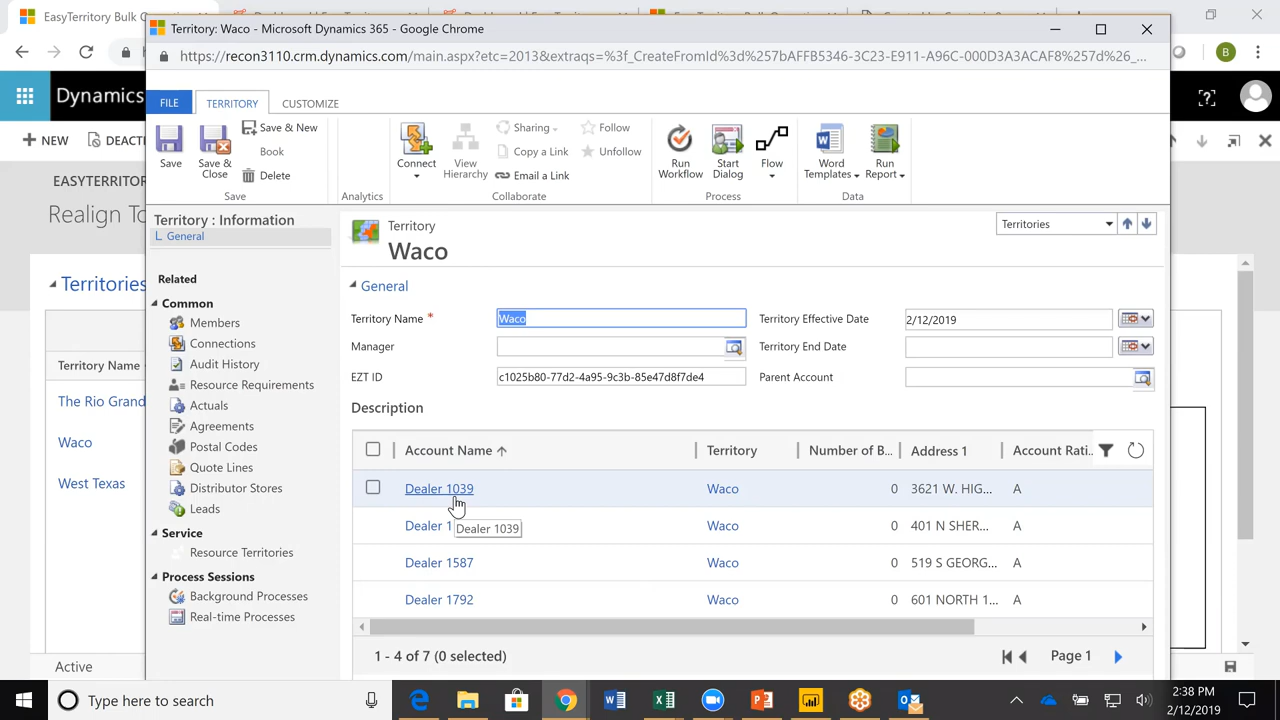 EasyTerritory Bulk
Territory: Waco - Microsoft Dynamics 365 - Google Chrome
https://recon3110.crm.dynamics.com/main.aspx?etc=2013&extraqs=%3f_CreateFromId%3d%257bAFFB5346-3C23-E911-A96C-000D3A3ACAF8%257d%26_...
B
Dynamics
FILE
TERRITORY
CUSTOMIZE
NEW
DEACT
Save
Save &
Close
Save & New
Book
Delete
Save
Analytics
Connect
View
Hierarchy
Sharing
Copy a Link
Email a Link
Follow
Unfollow
Collaborate
Run
Workflow
Start
Dialog
Flow
Process
Word
Templates
Run
Report
Data
EASYTERRITOR
Realign To
Territory : Information
General
Related
Common
Members
Connections
Audit History
Resource Requirements
Actuals
Agreements
Postal Codes
Quote Lines
Distributor Stores
Leads
Service
Resource Territories
Process Sessions
Background Processes
Real-time Processes
Territories
Territory Name
The Rio Grand
Waco
West Texas
Active
Territory
Waco
Territories
General
Territory Name *
Waco
Territory Effective Date
2/12/2019
Manager
Territory End Date
EZT ID
c1025b80-77d2-4a95-9c3b-85e47d8f7de4
Parent Account
Description
Account Name
Territory
Number of B...
Address 1
Account Rati..
Dealer 1039 Waco 0 3621 W. HIG... A
Dealer 1 Waco 0 401 N SHER... A
Dealer 1039
Dealer 1587 Waco 0 519 S GEORG... A
Dealer 1792 Waco 0 601 NORTH 1... A
1 - 4 of 7 (0 selected)
Page 1
Type here to search
2:38 PM
2/12/2019